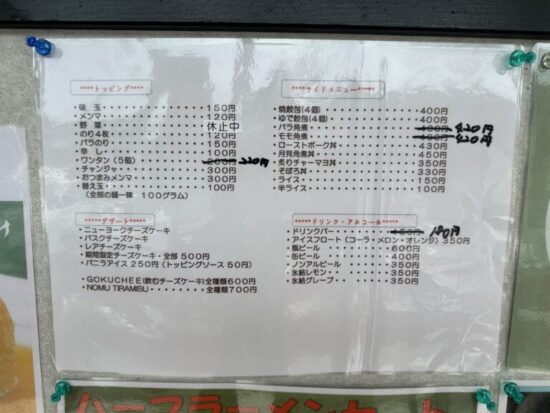 ****トッピング****
・味玉・・・・・・・・・・・150円
・メンマ・・・・・・・・・・120円
・野菜・・・・・・・・・休止中
・のり4枚・・・・・・・・・120円
・バラのり・・・・・・・・・150円
・辛し・・・・・・・・・・・100円
・ワンタン(5個)・・・・・・200円 220円
・チャンジャ・・・・・・・・300円
・おつまみメンマ・・・・・・300円
・替え玉・・・・・・・・・・100円
(全部の麺一律 100グラム)
****サイドメニュー****
・焼餃包(4個)・・・・・・・400円
・ゆで餃包(4個)・・・・・・400円
・バラ角煮・・・・・・・・・400円 420円
・モモ角煮・・・・・・・・・400円 420円
・ローストポーク丼・・・・・430円
・月見角煮丼・・・・・・・・450円
・炙りチャーマヨ丼・・・・・350円
・そぼろ丼・・・・・・・・・330円
・ライス・・・・・・・・・・150円
・半ライス・・・・・・・・・100円
*****デザート*****
・ニューヨークチーズケーキ
・バスクチーズケーキ
・レアチーズケーキ
・期間限定チーズケーキ・全部 500円
・バニラアイス 250円(トッピングソース 50円)
・GOKUCHEE(飲むチーズケーキ)全種類600円
・NOMU TIRAMISU・・・・・・・・全種類700円
****ドリンク・アルコール****
・ドリンクバー・・・・・・・150円 180円
・アイスフロート(コーラ・メロン・オレンジ)350円
・瓶ビール・・・・・・・・・600円
・缶ビール・・・・・・・・・400円
・ノンアルビール・・・・・・350円
・氷結レモン・・・・・・・・350円
・氷結グレープ・・・・・・・350円
ハーフラーメンセット